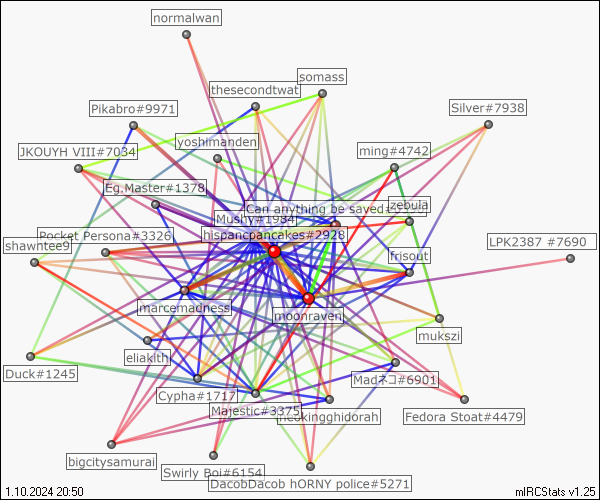 normalwan
somass
thesecondtwat
Pikabro#9971
Silver#7938
yoshimanden
JKOUYH VIII#7034
ming#4742
Eg.Master#1378
Can anything be saved
zebula
Mushy#1984
Pocket Persona#3326
hispancpancakes#2928
shawntee9
LPK2387 #7690
frisout
marcemadness
moonraven
mukszi
eliakith
Duck#1245
Madネコ#6901
Cypha#1717
Majestic#3375
heokingghidorah
Fedora Stoat#4479
bigcitysamurai
Swirly Boi#6154
DacobDacob hORNY police#5271
1.10.2024 20:50
mIRCStats v1.25